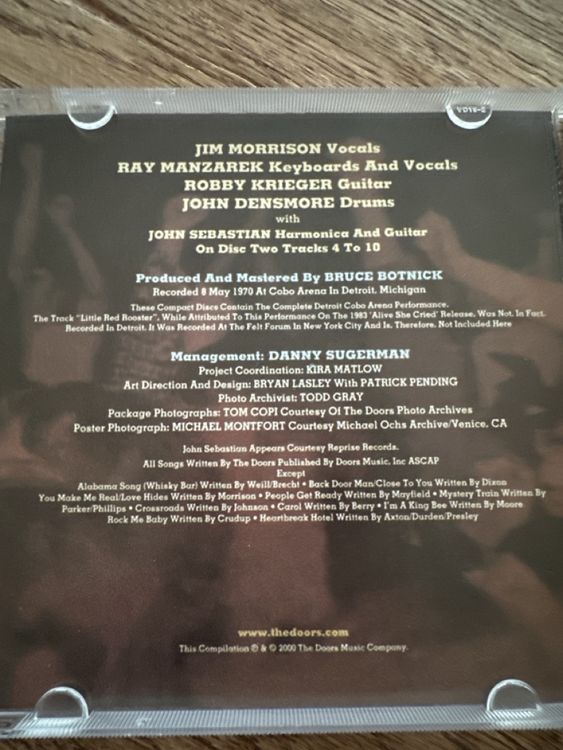 VD18-2
JIM MORRISON Vocals
RAY MANZAREK Keyboards And Vocals
ROBBY KRIEGER Guitar
JOHN DENSMORE Drums
with
JOHN SEBASTIAN Harmonica And Guitar
On Disc Two Tracks 4 To 10
Produced And Mastered By BRUCE BOTNICK
Recorded 8 May 1970 At Cobo Arena In Detroit, Michigan
These Compact Discs Contain The Complete Detroit Cobo Arena Performance.
The Track "Little Red Rooster", While Attributed To This Performance On The 1983 'Alive She Cried' Release, Was Not, In Fact,
Recorded In Detroit. It Was Recorded At The Felt Forum In New York City And Is, Therefore, Not Included Here
Management: DANNY SUGERMAN
Project Coordination: KIRA MATLOW
Art Direction And Design: BRYAN LASLEY With PATRICK PENDING
Photo Archivist: TODD GRAY
Package Photographs: TOM COPI Courtesy Of The Doors Photo Archives
Poster Photograph: MICHAEL MONTFORT Courtesy Michael Ochs Archive/Venice, CA
John Sebastian Appears Courtesy Reprise Records.
All Songs Written By The Doors Published By Doors Music, Inc ASCAP
Except
Alabama Song (Whisky Bar) Written By Weill/Brecht • Back Door Man/Close To You Written By Dixon
You Make Me Real/Love Hides Written By Morrison • People Get Ready Written By Mayfield • Mystery Train Written By
Parker/Phillips • Crossroads Written By Johnson • Carol Written By Berry • I'm A King Bee Written By Moore
Rock Me Baby Written By Crudup • Heartbreak Hotel Written By Axton/Durden/Presley
www.thedoors.com
This Compilation ℗ & © 2000 The Doors Music Company.